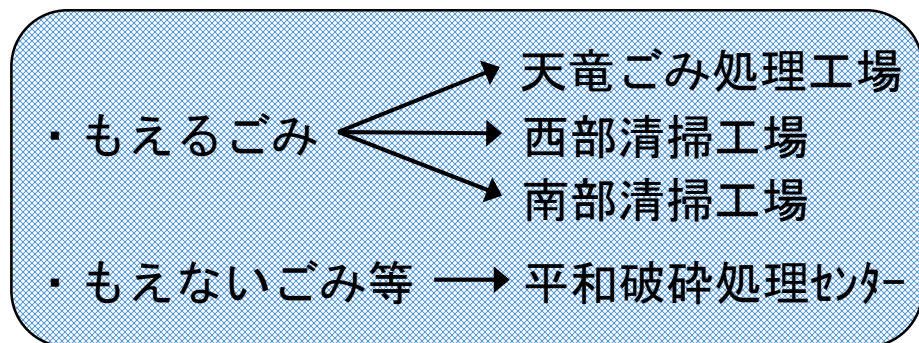 天竜ごみ処理工場
・もえるごみ
西部清掃工場
南部清掃工場
・もえないごみ等
平和破砕処理ｾﾝﾀｰ